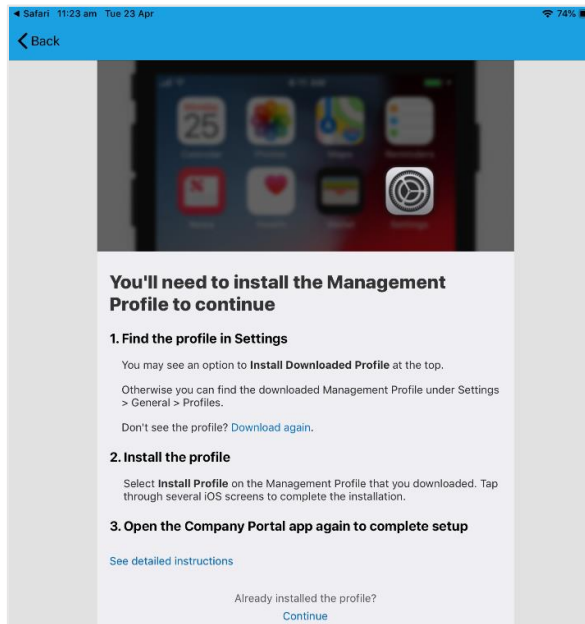 Safari 11:23 am Tue 23 Apr 74%
Back
Monday
25
You'll need to install the Management
Profile to continue
1. Find the profile in Settings
You may see an option to Install Downloaded Profile at the top.
Otherwise you can find the downloaded Management Profile under Settings
> General > Profiles.
Don't see the profile? Download again.
2. Install the profile
Select Install Profile on the Management Profile that you downloaded. Tap
through several iOS screens to complete the installation.
3. Open the Company Portal app again to complete setup
See detailed instructions
Already installed the profile?
Continue